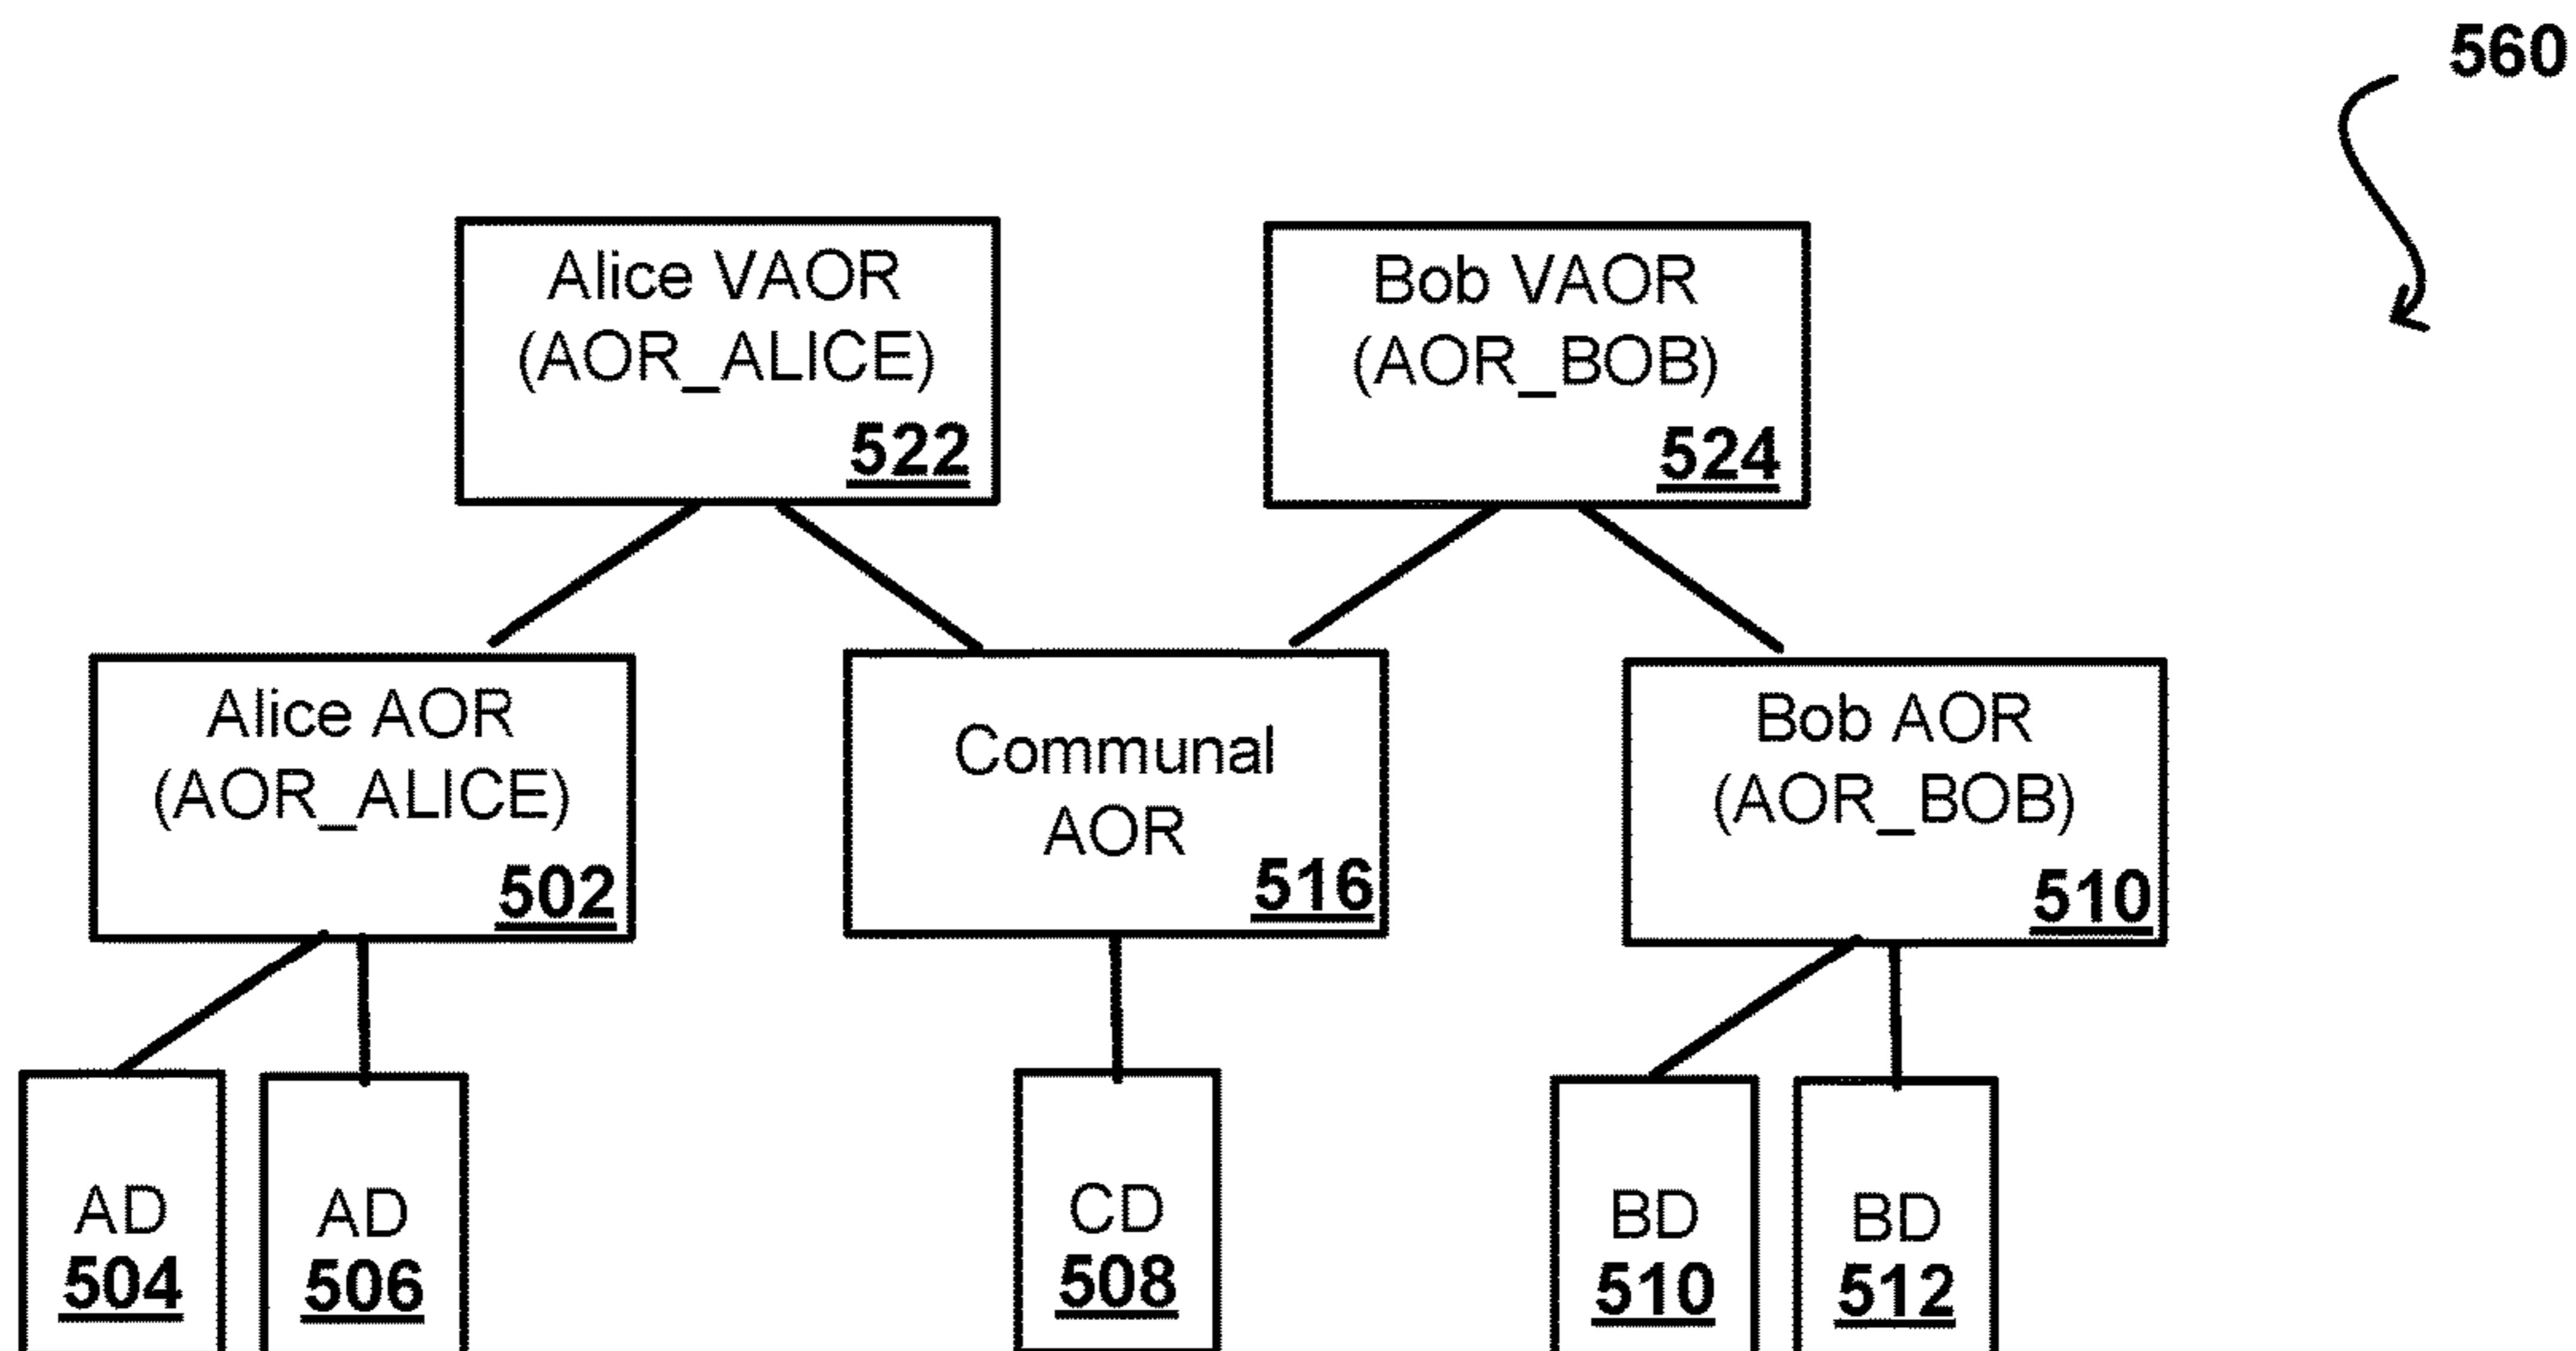 560
Alice VAOR
(AOR_ALICE)
522
Bob VAOR
(AOR_BOB)
524
Alice AOR
(AOR_ALICE)
502
Communal
AOR
516
Bob AOR
(AOR_BOB)
510
AD
504
AD
506
CD
508
BD
510
BD
512